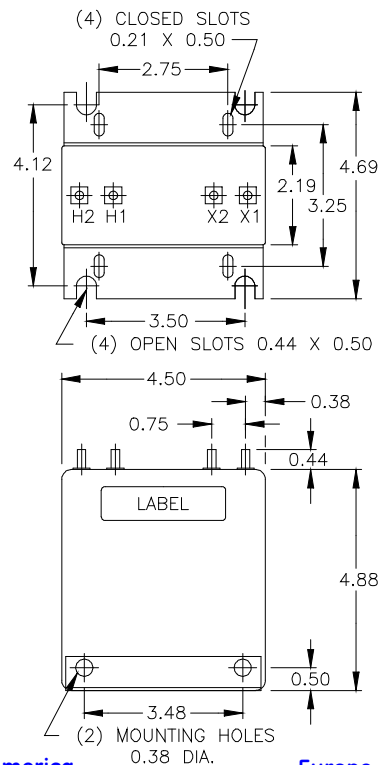 (4) CLOSED SLOTS
0.21 X 0.50
2.75
4.12
2.19
3.25
4.69
H2 H1 X2 X1
3.50
(4) OPEN SLOTS 0.44 X 0.50
4.50
0.75
0.38
0.44
LABEL
4.88
0.50
3.48
(2) MOUNTING HOLES
0.38 DIA.